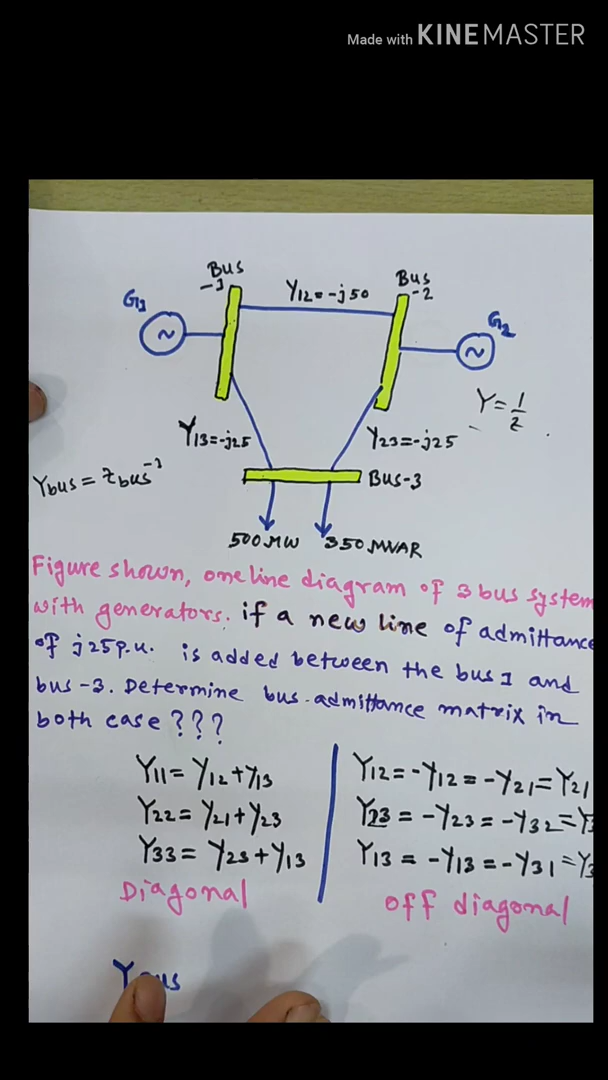 Made with KINEMASTER
Bus
-1
Y12=-j50
Bus
-2
G1
~
G2
~
Y=1/z
Y13=-j25
Y23=-j25
Ybus = Zbus⁻¹
Bus-3
500MW
350MVAR
Figure shown, one line diagram of 3 bus system
with generators. if a new line of admittance
of j25p.u. is added between the bus 1 and
bus-3. Determine bus admittance matrix in
both case ???
Y11 = Y12+Y13
Y22 = Y21+Y23
Y33 = Y23+Y13
Diagonal
Y12 = -Y12 = -Y21 = Y21
Y23 = -Y23 = -Y32 =
Y13 = -Y13 = -Y31 =
off diagonal